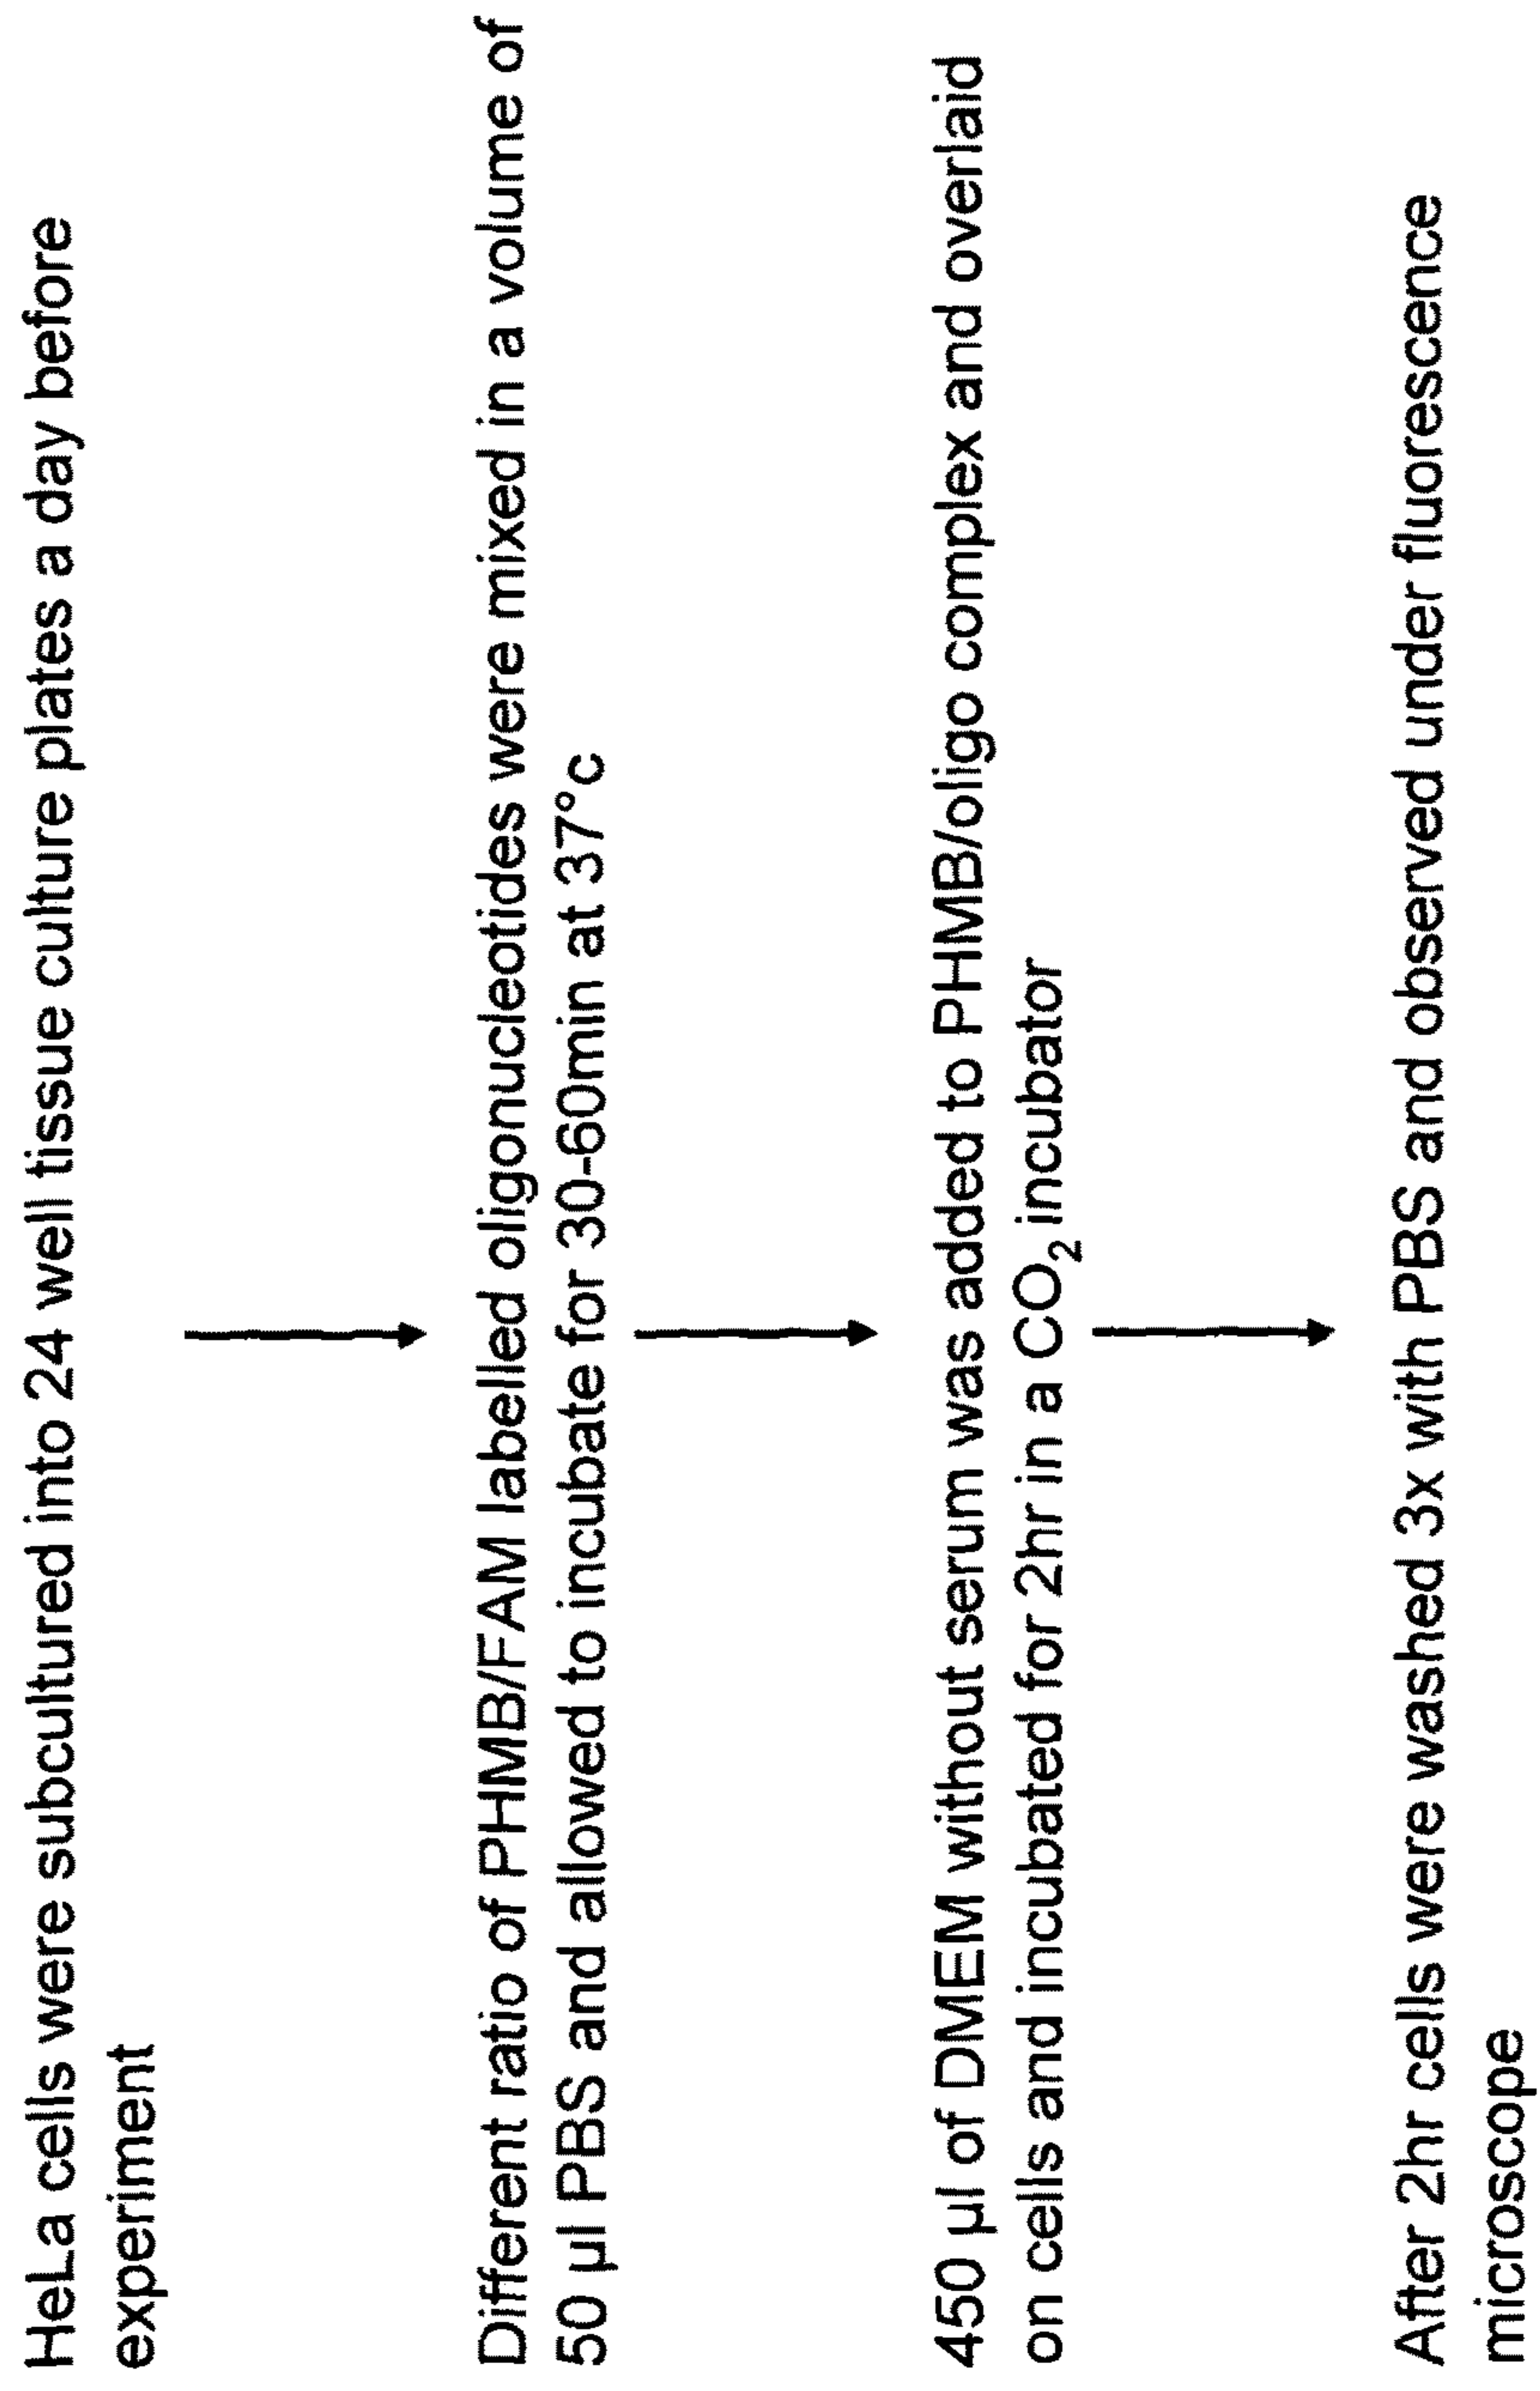 HeLa cells were subcultured into 24 well tissue culture plates a day before
experiment
Different ratio of PHMB/FAM labelled oligonucleotides were mixed in a volume of
50 µl PBS and allowed to incubate for 30-60min at 37°c
450 µl of DMEM without serum was added to PHMB/oligo complex and overlaid
on cells and incubated for 2hr in a CO₂ incubator
After 2hr cells were washed 3x with PBS and observed under fluorescence
microscope